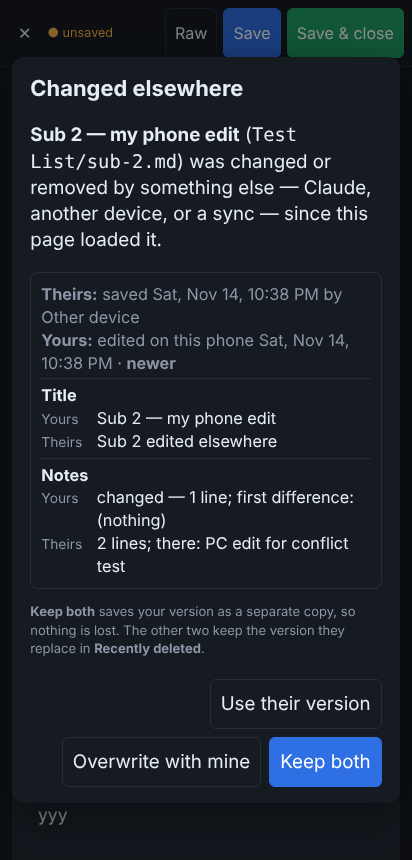 ✕ unsaved Raw Save Save & close
Changed elsewhere
Sub 2 — my phone edit (Test
List/sub-2.md) was changed or
removed by something else — Claude,
another device, or a sync — since this
page loaded it.
Theirs: saved Sat, Nov 14, 10:38 PM by
Other device
Yours: edited on this phone Sat, Nov 14,
10:38 PM · newer
Title
Yours Sub 2 — my phone edit
Theirs Sub 2 edited elsewhere
Notes
Yours changed — 1 line; first difference:
(nothing)
Theirs 2 lines; there: PC edit for conflict
test
Keep both saves your version as a separate copy, so
nothing is lost. The other two keep the version they
replace in Recently deleted.
Use their version
Overwrite with mine Keep both
yyy